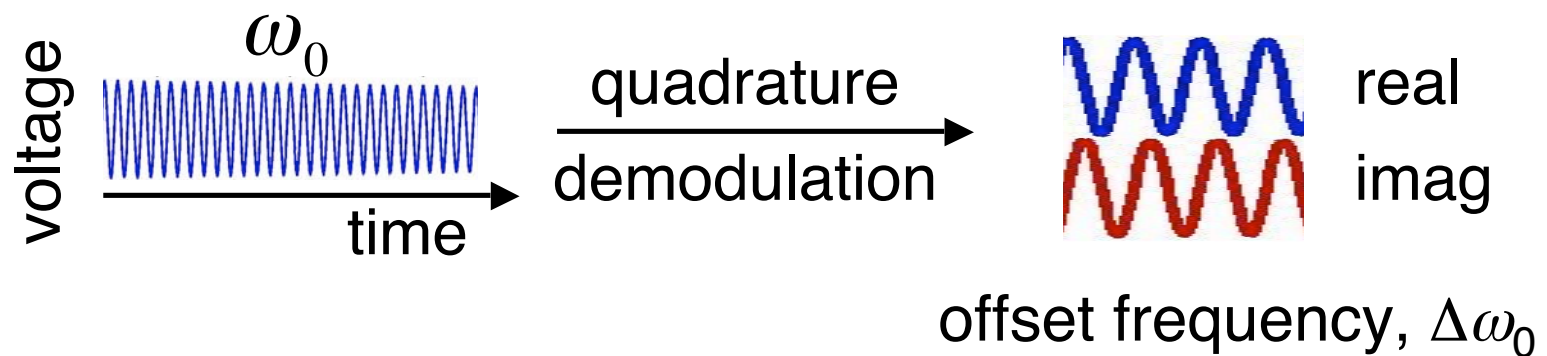 voltage
ω₀
time
quadrature
demodulation
real
imag
offset frequency, Δω₀